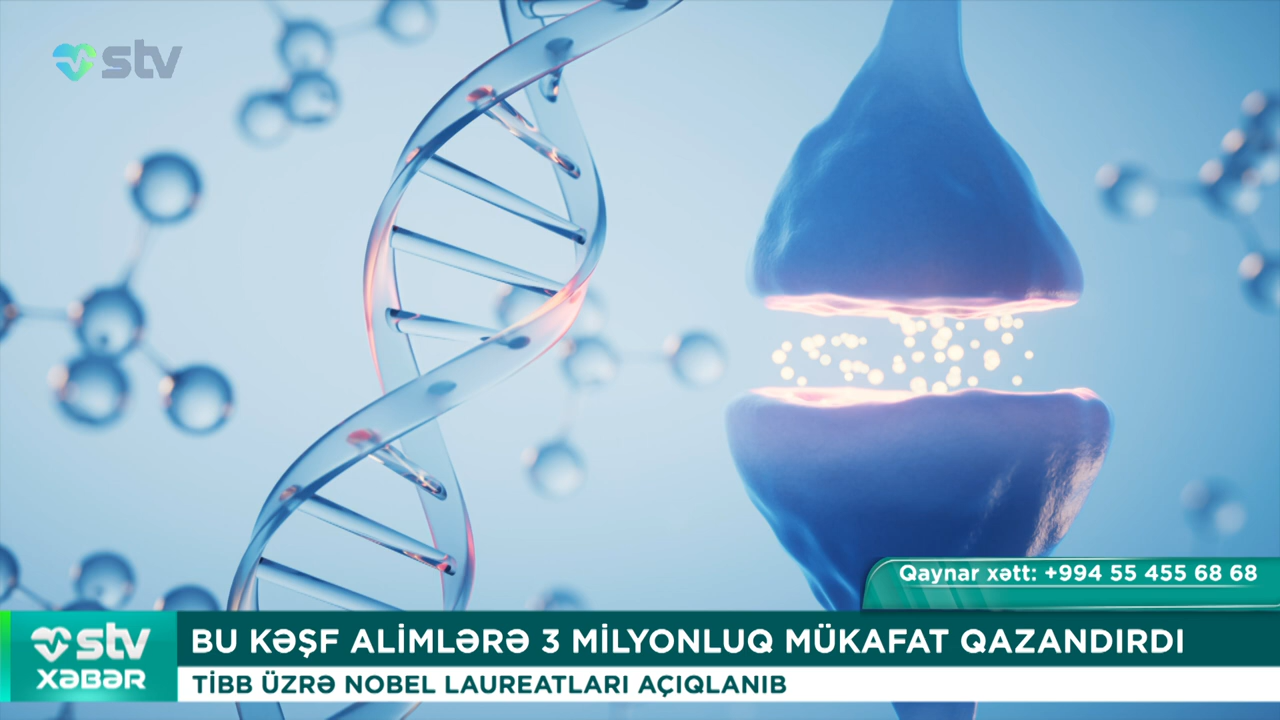 stv
Qaynar xətt: +994 55 455 68 68
stv
XƏBƏR
BU KƏŞF ALİMLƏRƏ 3 MİLYONLUQ MÜKAFAT QAZANDIRDI
TİBB ÜZRƏ NOBEL LAUREATLARI AÇIQLANIB